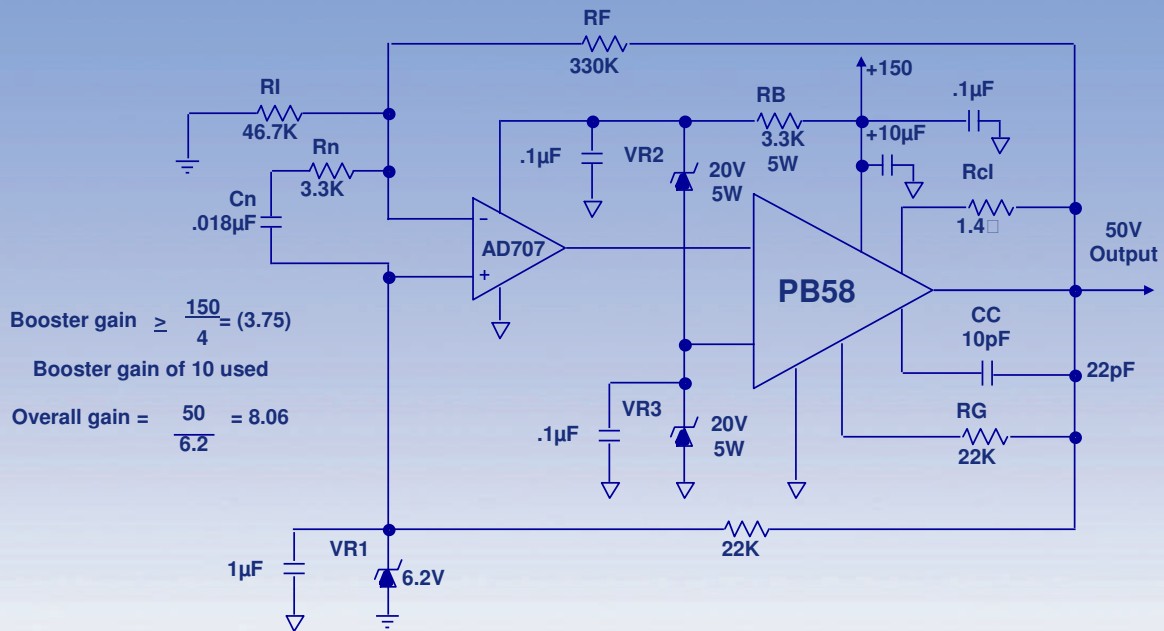 RF
330K
+150
.1µF
RI
46.7K
RB
3.3K
5W
+10µF
Rn
3.3K
.1µF
VR2
20V
5W
Rcl
1.4□
Cn
.018µF
−
AD707
+
50V
Output
PB58
Booster gain ≥ 150/4 = (3.75)
CC
10pF
Booster gain of 10 used
22pF
Overall gain = 50/6.2 = 8.06
VR3
20V
5W
.1µF
RG
22K
VR1
22K
1µF
6.2V